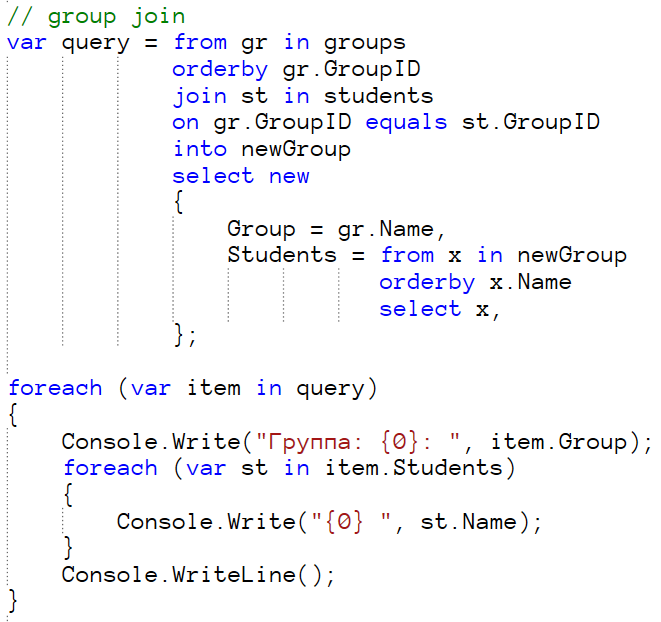 // group join
var query = from gr in groups
            orderby gr.GroupID
            join st in students
            on gr.GroupID equals st.GroupID
            into newGroup
            select new
            {
                Group = gr.Name,
                Students = from x in newGroup
                           orderby x.Name
                           select x,
            };

foreach (var item in query)
{
    Console.Write("Группа: {0}: ", item.Group);
    foreach (var st in item.Students)
    {
        Console.Write("{0} ", st.Name);
    }
    Console.WriteLine();
}